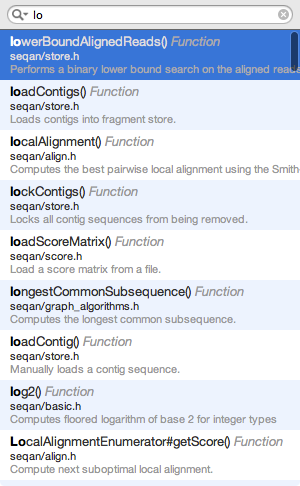 lo
lowerBoundAlignedReads() Function
seqan/store.h
Performs a binary lower bound search on the aligned
loadContigs() Function
seqan/store.h
Loads contigs into fragment store.
localAlignment() Function
seqan/align.h
Computes the best pairwise local alignment using the Smith
lockContigs() Function
seqan/store.h
Locks all contig sequences from being removed.
loadScoreMatrix() Function
seqan/score.h
Load a score matrix from a file.
longestCommonSubsequence() Function
seqan/graph_algorithms.h
Computes the longest common subsequence.
loadContig() Function
seqan/store.h
Manually loads a contig sequence.
log2() Function
seqan/basic.h
Computes floored logarithm of base 2 for integer types
LocalAlignmentEnumerator#getScore() Function
seqan/align.h
Compute next suboptimal local alignment.